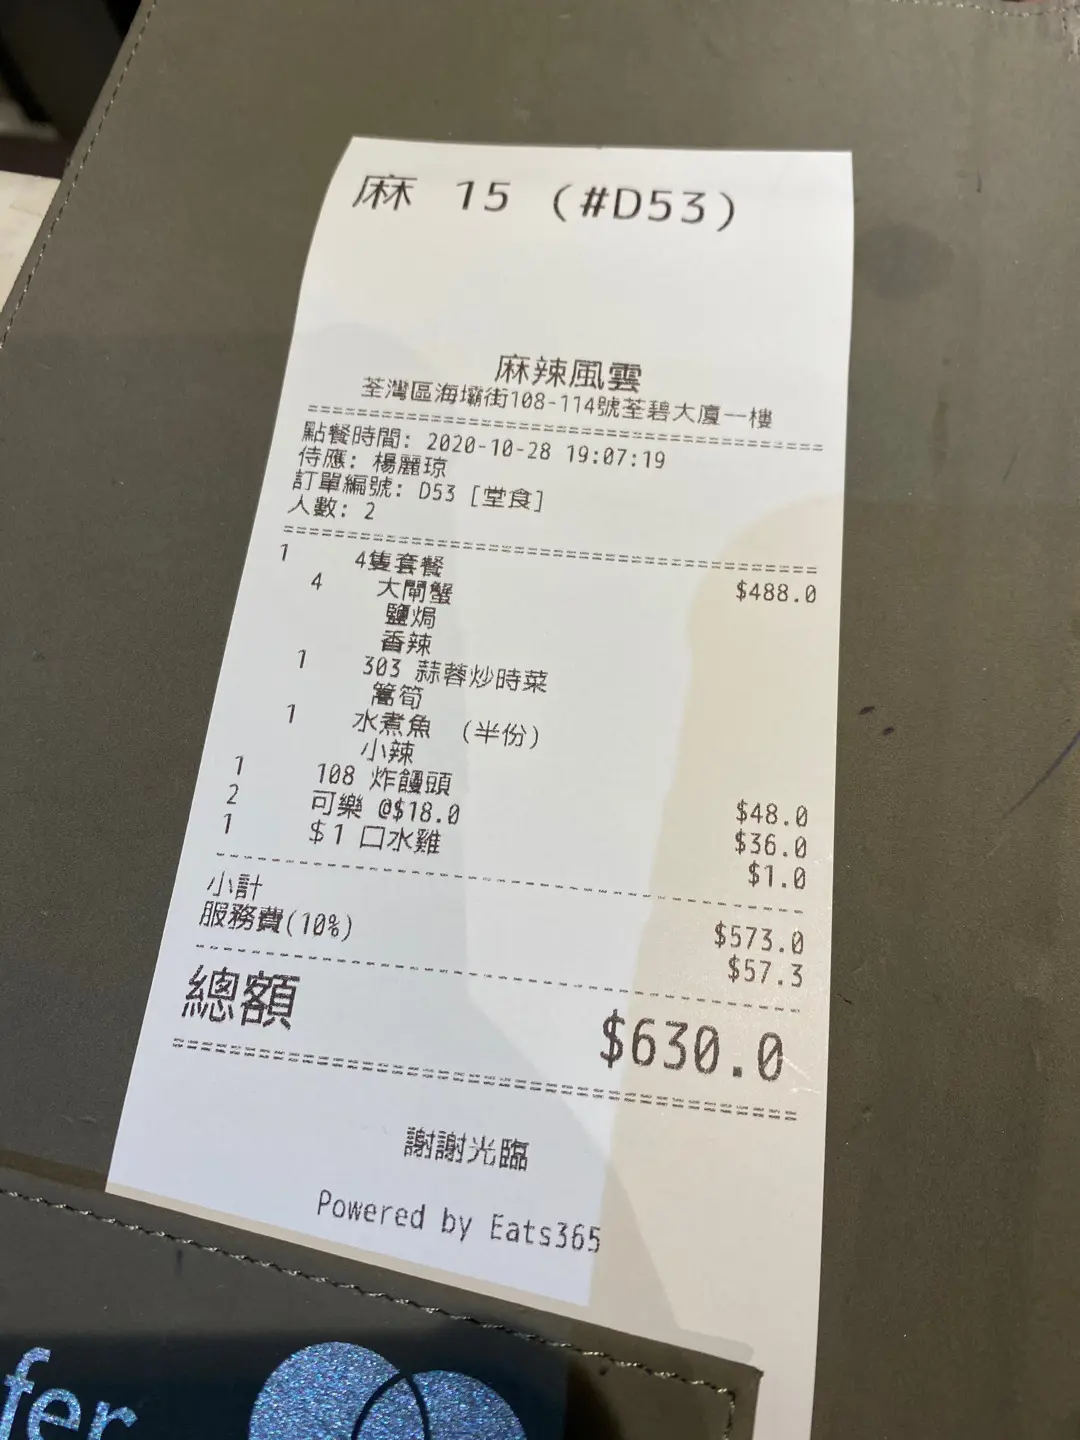 麻 15 (#D53)
麻辣風雲
荃灣區海壩街108-114號荃碧大廈一樓
點餐時間: 2020-10-28 19:07:19
侍應: 楊麗琼
訂單編號: D53 [堂食]
人數: 2
1 4隻套餐 $488.0
4 大閘蟹
鹽焗
香辣
1 303 蒜蓉炒時菜
萵筍
1 水煮魚 (半份)
小辣
1 108 炸饅頭 $48.0
2 可樂 @$18.0 $36.0
1 $1 口水雞 $1.0
小計 $573.0
服務費(10%) $57.3
總額 $630.0
謝謝光臨
Powered by Eats365
fer